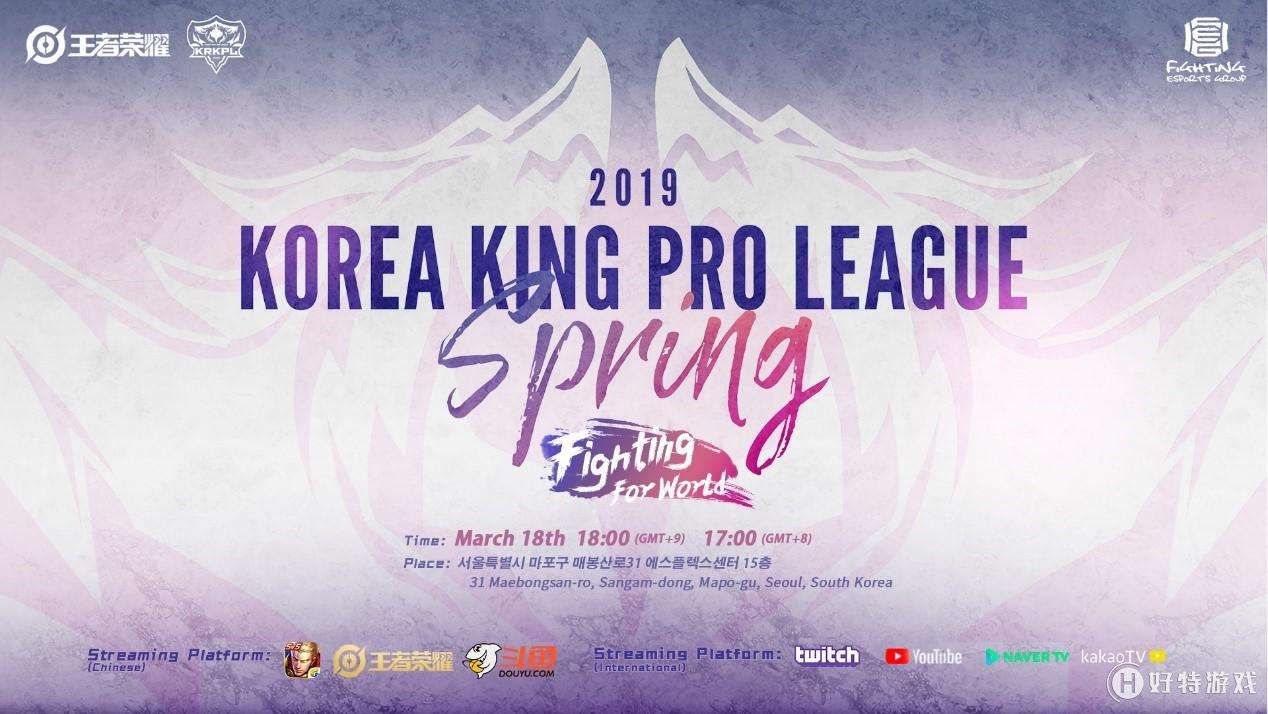 王者荣耀
KRKPL
FIGHTING
ESPORTS GROUP
2019
KOREA KING PRO LEAGUE
Spring
Fighting
For World
Time: March 18th 18:00 (GMT+9) 17:00 (GMT+8)
Place: 서울특별시 마포구 매봉산로31 에스플렉스센터 15층
31 Maebongsan-ro, Sangam-dong, Mapo-gu, Seoul, South Korea
Streaming Platform:
(Chinese)
王者荣耀
斗鱼
DOUYU.COM
Streaming Platform:
(International)
twitch
YouTube
NAVER TV
kakaoTV
好特游戏